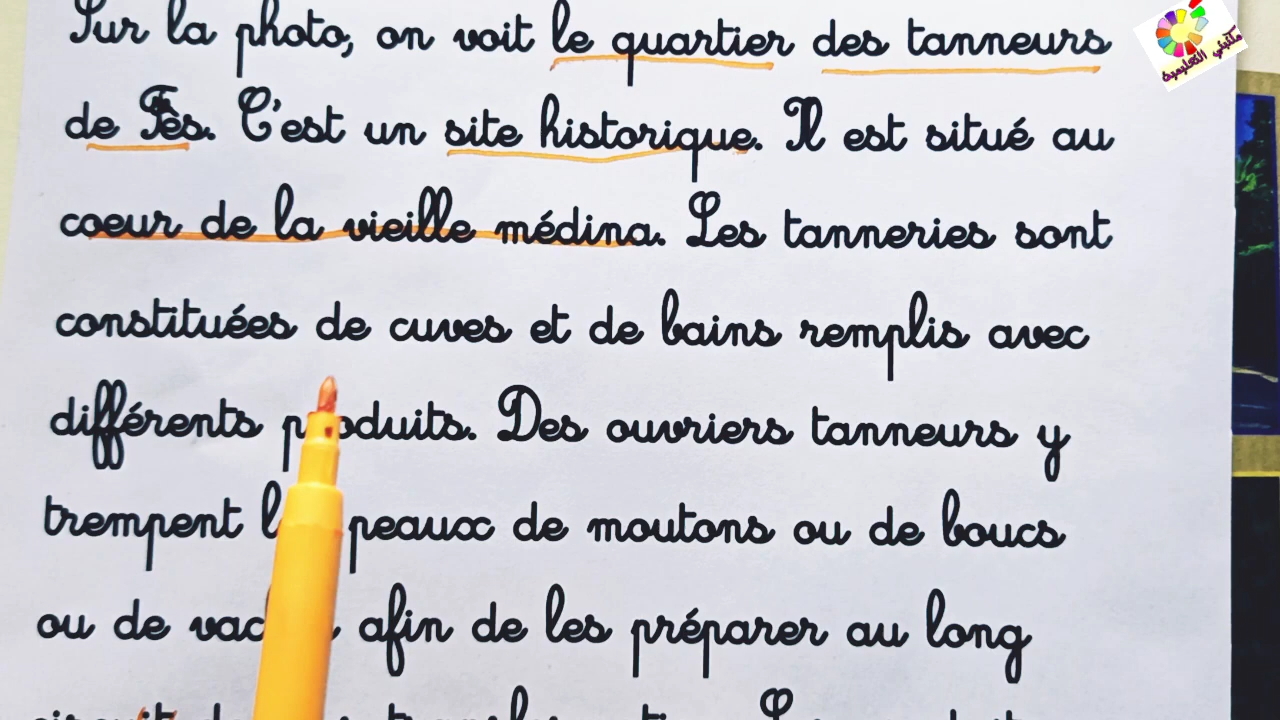 Sur la photo, on voit le quartier des tanneurs
de Fès. C'est un site historique. Il est situé au
coeur de la vieille médina. Les tanneries sont
constituées de cuves et de bains remplis avec
différents produits. Des ouvriers tanneurs y
trempent peaux de moutons ou de boucs
ou de afin de les préparer au long
مكتبتي التعليمية